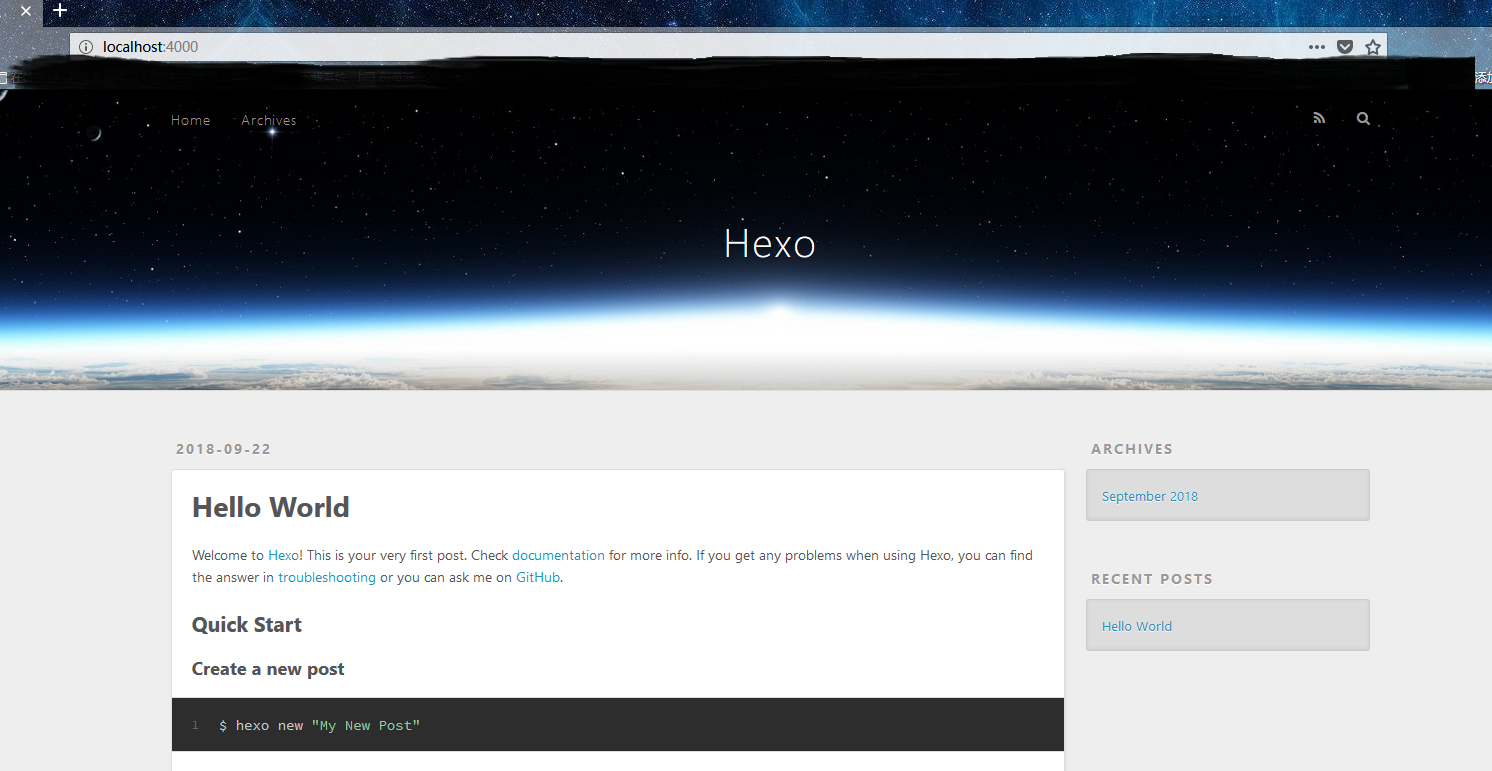 localhost:4000
添加
Home Archives
Hexo
2018-09-22
Hello World
Welcome to Hexo! This is your very first post. Check documentation for more info. If you get any problems when using Hexo, you can find
the answer in troubleshooting or you can ask me on GitHub.
Quick Start
Create a new post
1 $ hexo new "My New Post"
ARCHIVES
September 2018
RECENT POSTS
Hello World